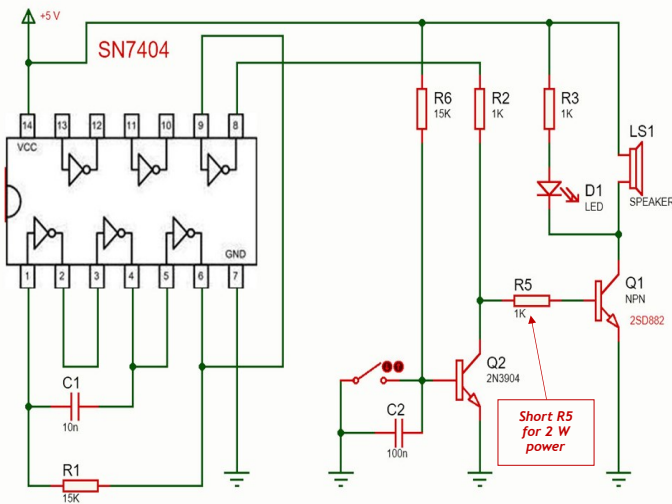 +5 V
SN7404
14 13 12 11 10 9 8
VCC
GND
1 2 3 4 5 6 7
C1
10n
R1
15K
R6
15K
R2
1K
R3
1K
LS1
SPEAKER
D1
LED
R5
1K
Q1
NPN
2SD882
Q2
2N3904
C2
100n
Short R5
for 2 W
power